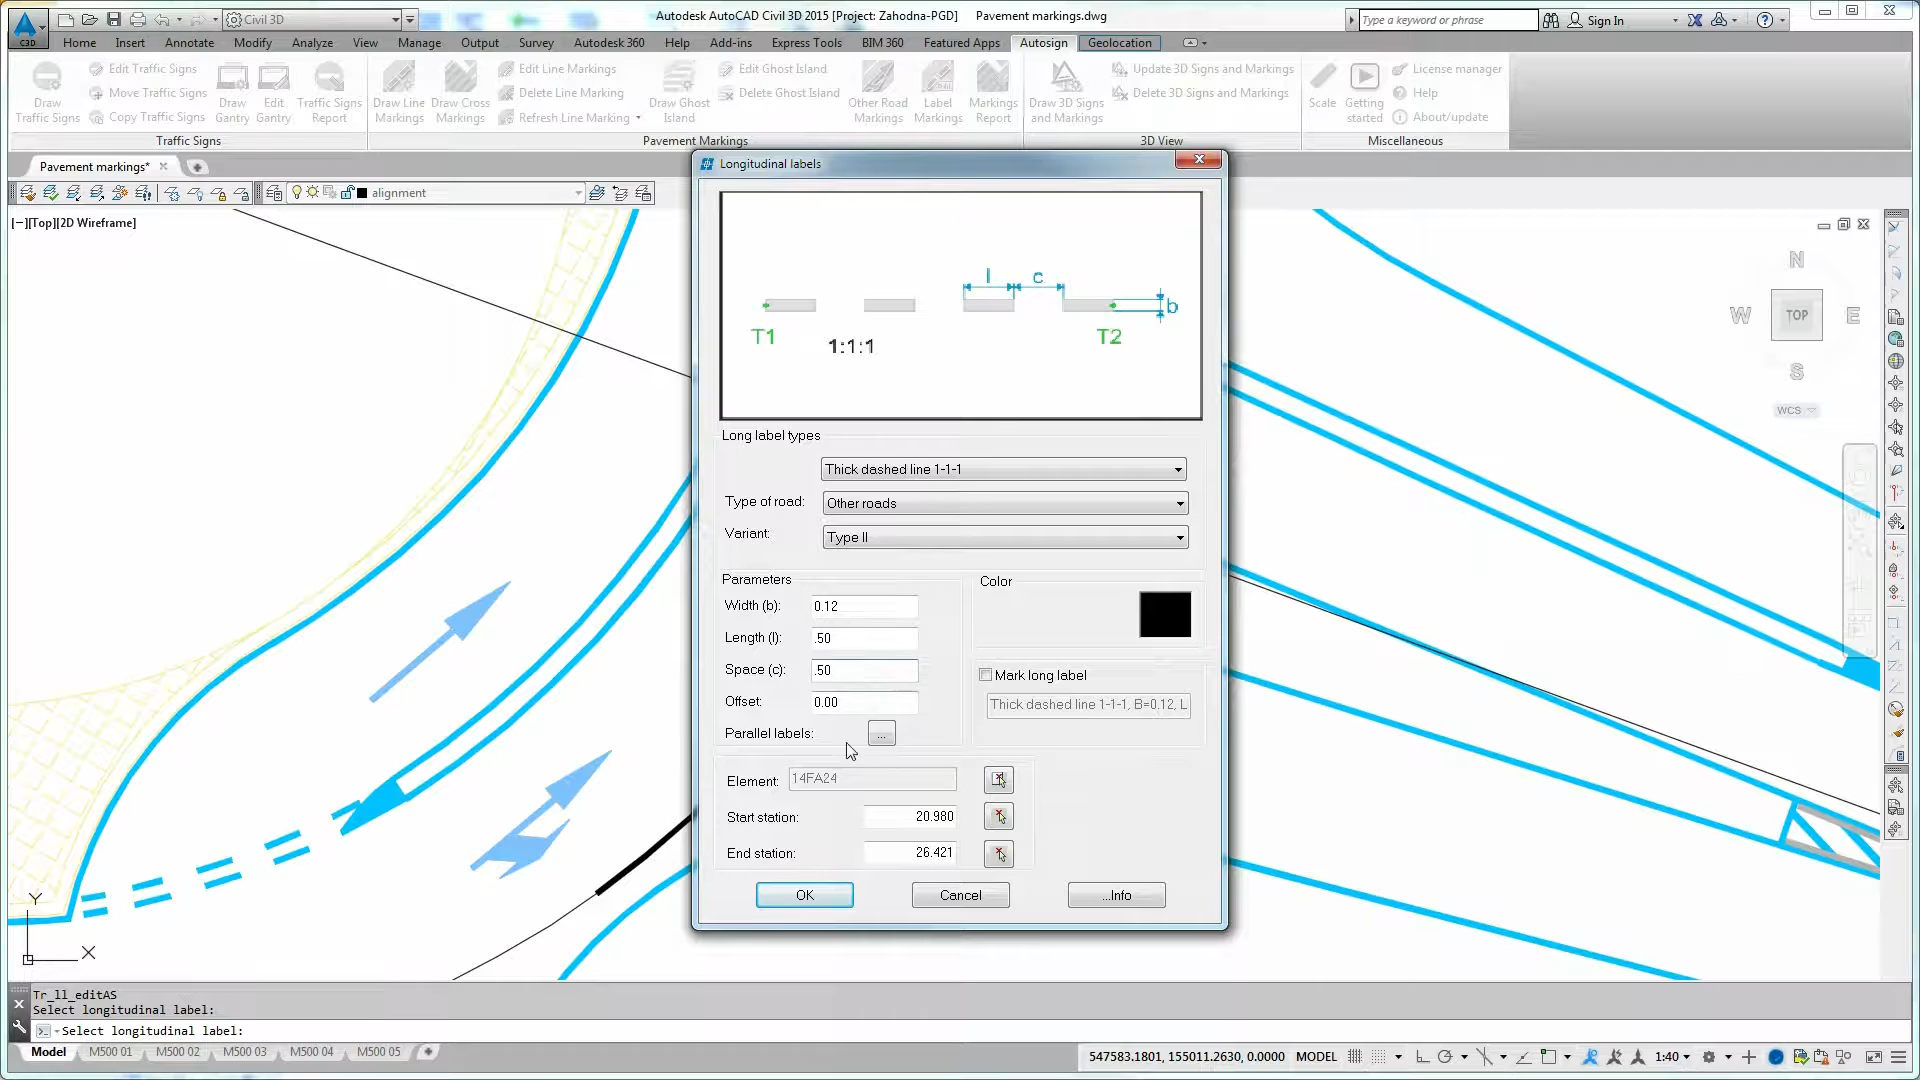 Civil 3D
Autodesk AutoCAD Civil 3D 2015 [Project: Zahodna-PGD] Pavement markings.dwg
Type a keyword or phrase
Sign In
C3D
Home Insert Annotate Modify Analyze View Manage Output Survey Autodesk 360 Help Add-ins Express Tools BIM 360 Featured Apps Autosign Geolocation
Draw Traffic Signs
Edit Traffic Signs
Move Traffic Signs
Copy Traffic Signs
Draw Gantry
Edit Gantry
Traffic Signs Report
Draw Line Markings
Draw Cross Markings
Edit Line Markings
Delete Line Marking
Refresh Line Marking
Draw Ghost Island
Edit Ghost Island
Delete Ghost Island
Other Road Markings
Label Markings
Markings Report
Draw 3D Signs and Markings
Update 3D Signs and Markings
Delete 3D Signs and Markings
Scale
Getting started
License manager
Help
About/update
Traffic Signs
Pavement Markings
3D View
Miscellaneous
Pavement markings*
alignment
[−][Top][2D Wireframe]
Longitudinal labels
l c b
T1 T2
1:1:1
Long label types
Thick dashed line 1-1-1
Type of road: Other roads
Variant: Type II
Parameters
Width (b): 0.12
Length (l): .50
Space (c): .50
Offset: 0.00
Parallel labels: ...
Color
Mark long label
Thick dashed line 1-1-1, B=0.12, L
Element: 14FA24
Start station: 20.980
End station: 26.421
OK Cancel ...Info
N
W TOP E
S
WCS
Y
X
Tr_ll_editAS
Select longitudinal label:
Select longitudinal label:
Model M500 01 M500 02 M500 03 M500 04 M500 05
547583.1801, 155011.2630, 0.0000 MODEL 1:40